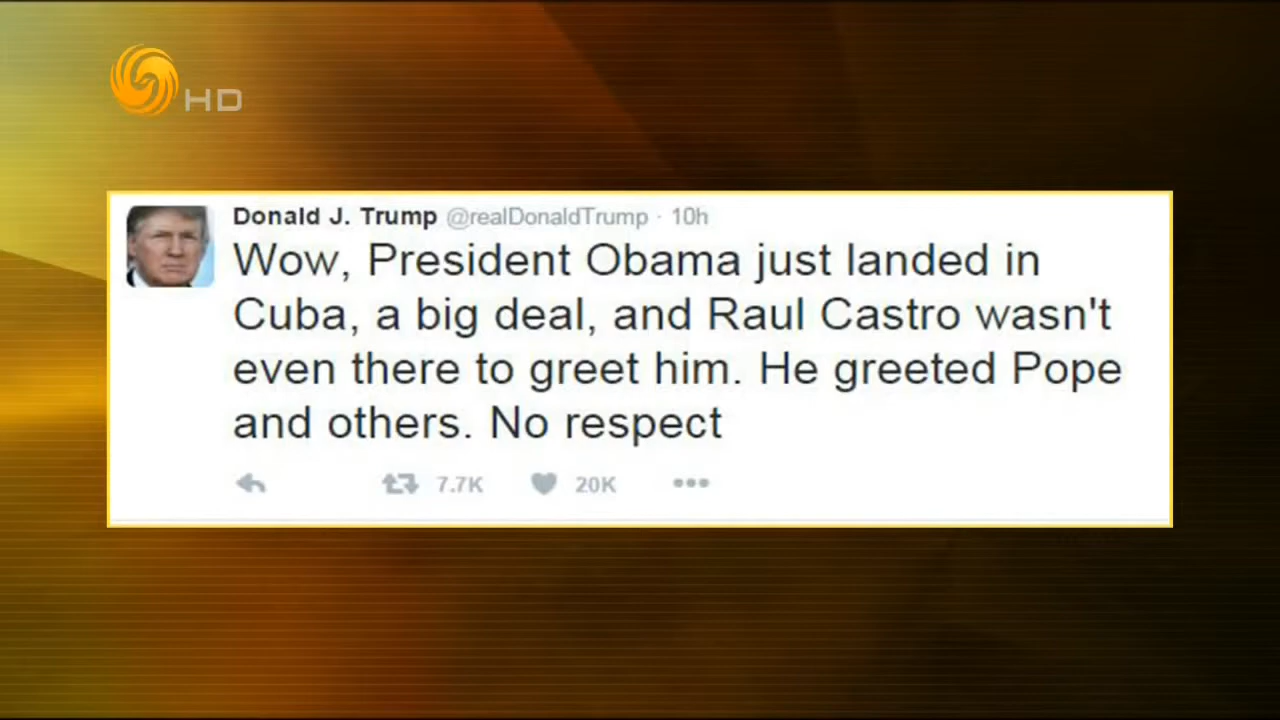 HD
Donald J. Trump @realDonaldTrump · 10h
Wow, President Obama just landed in
Cuba, a big deal, and Raul Castro wasn't
even there to greet him. He greeted Pope
and others. No respect
7.7K 20K